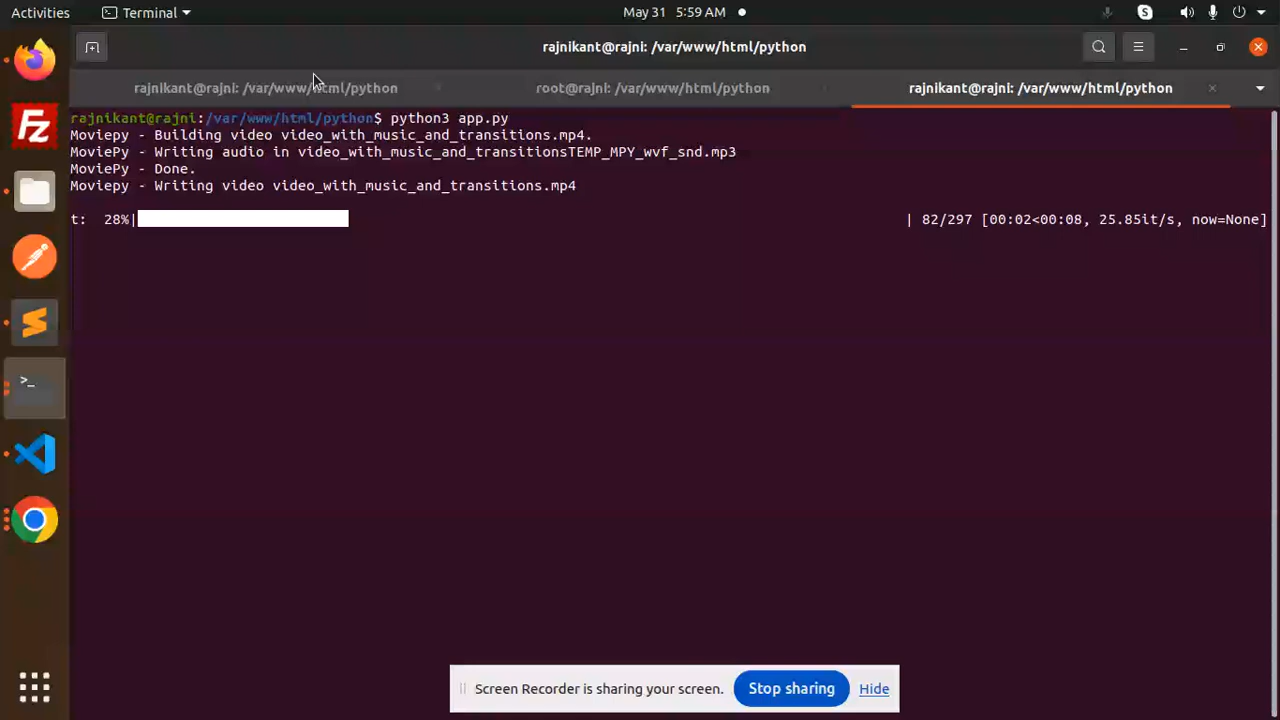 Activities Terminal May 31 5:59 AM
rajnikant@rajni: /var/www/html/python
rajnikant@rajni: /var/www/html/python root@rajni: /var/www/html/python rajnikant@rajni: /var/www/html/python
rajnikant@rajni:/var/www/html/python$ python3 app.py
Moviepy - Building video video_with_music_and_transitions.mp4.
MoviePy - Writing audio in video_with_music_and_transitionsTEMP_MPY_wvf_snd.mp3
MoviePy - Done.
Moviepy - Writing video video_with_music_and_transitions.mp4
t: 28%| | 82/297 [00:02<00:08, 25.85it/s, now=None]
Screen Recorder is sharing your screen. Stop sharing Hide